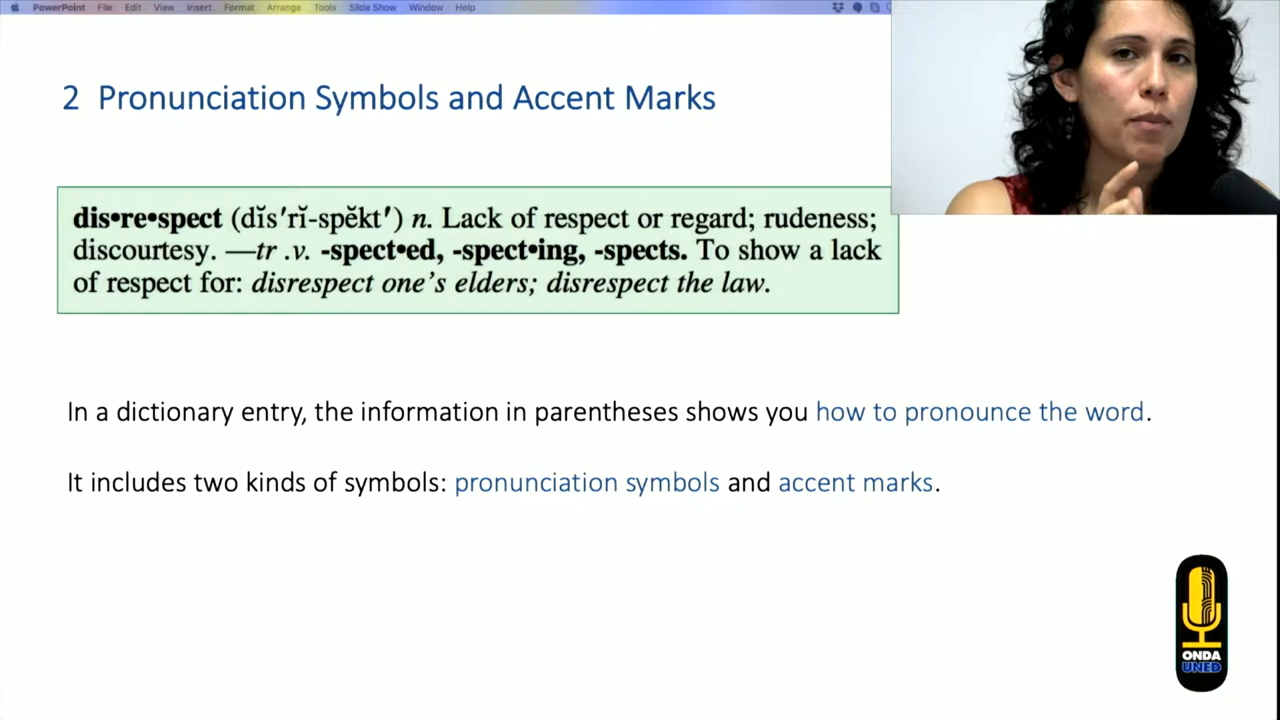 PowerPoint File Edit View Insert Format Arrange Tools Slide Show Window Help
2 Pronunciation Symbols and Accent Marks
dis•re•spect (dĭs′rĭ-spĕkt′) n. Lack of respect or regard; rudeness;
discourtesy. —tr .v. -spect•ed, -spect•ing, -spects. To show a lack
of respect for: disrespect one’s elders; disrespect the law.
In a dictionary entry, the information in parentheses shows you how to pronounce the word.
It includes two kinds of symbols: pronunciation symbols and accent marks.
ONDA
UNED